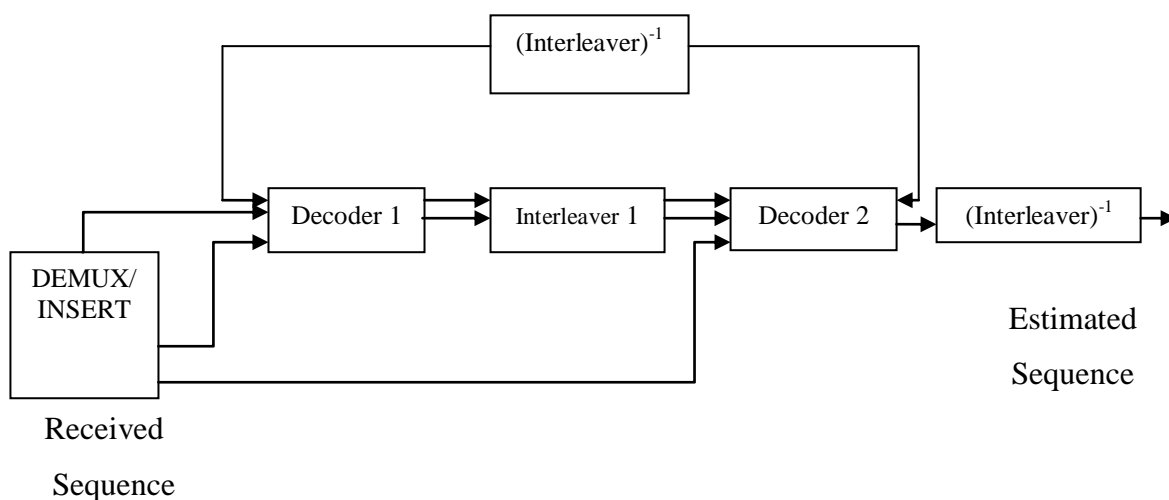 (Interleaver)-1
Decoder 1
Interleaver 1
Decoder 2
(Interleaver)-1
DEMUX/
INSERT
Estimated
Sequence
Received
Sequence